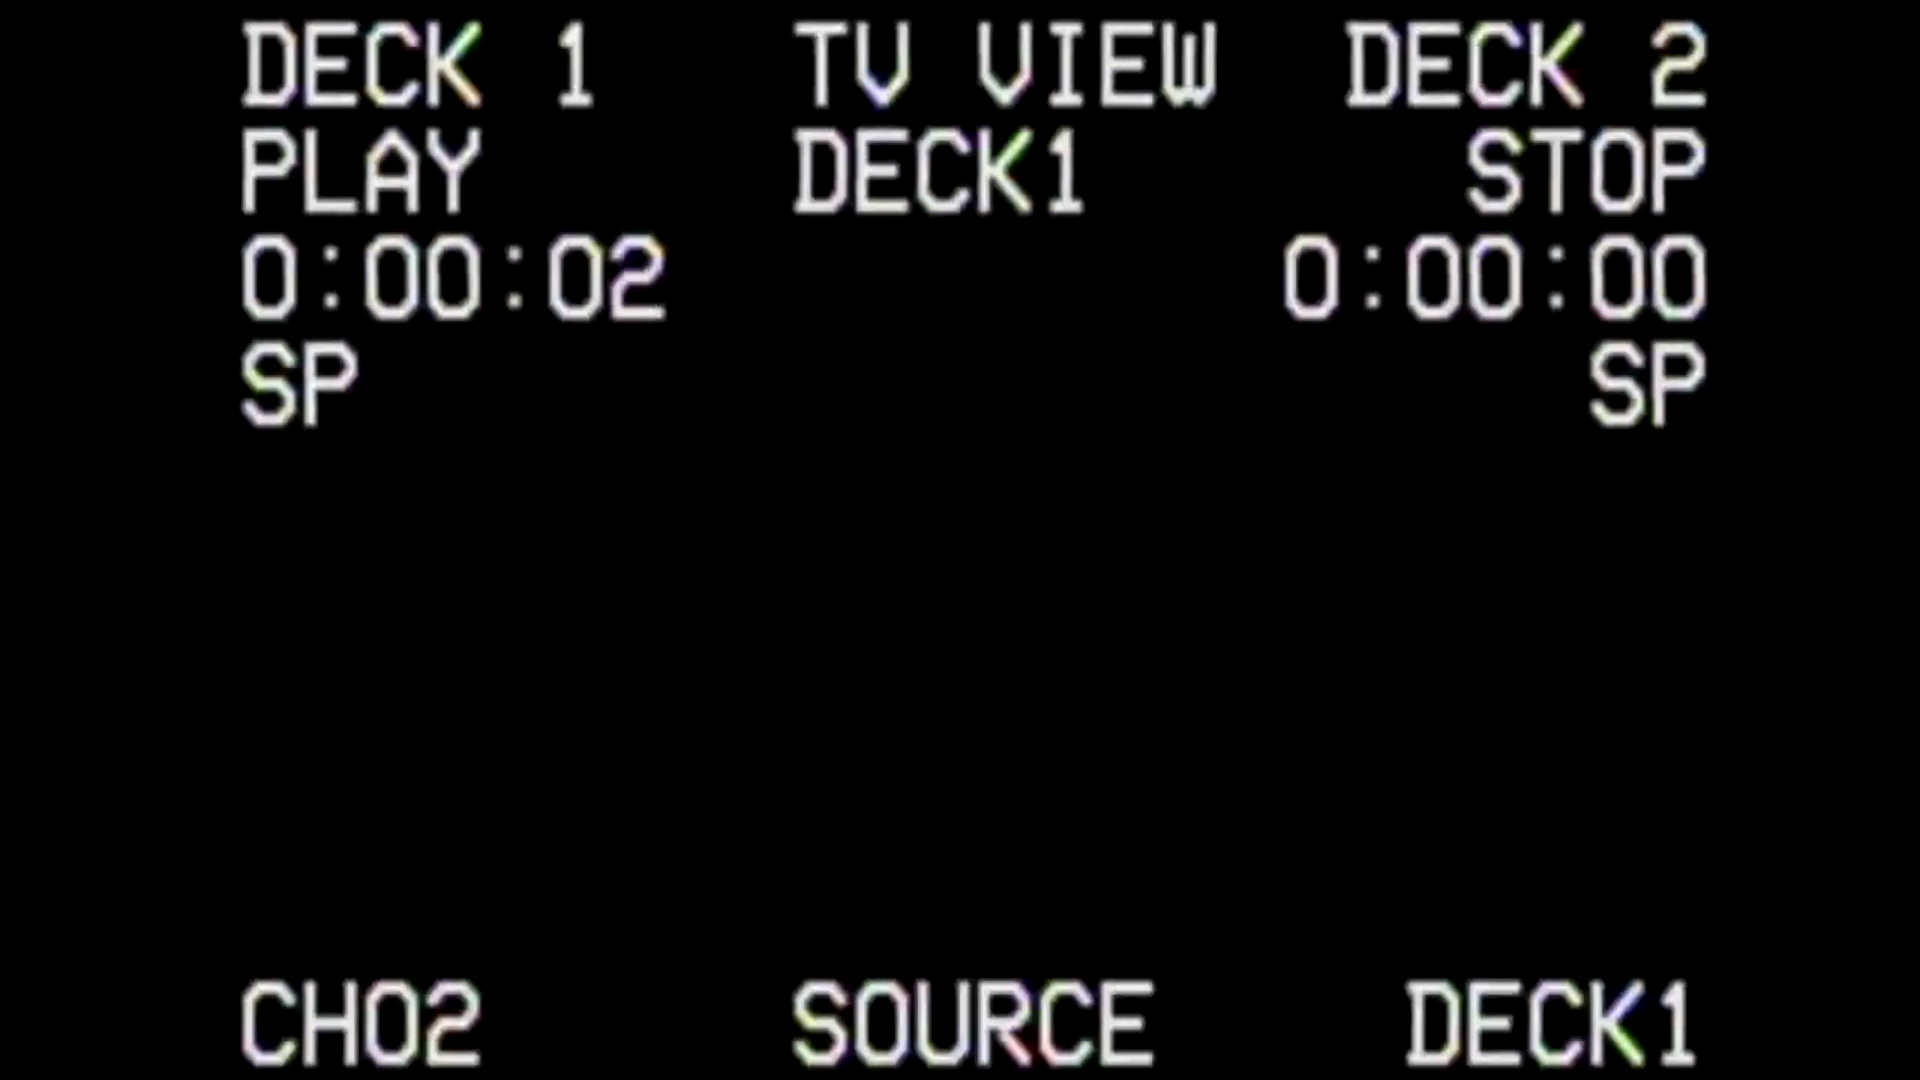 DECK 1 TV VIEW DECK 2
PLAY DECK1 STOP
0:00:02 0:00:00
SP SP
CH02 SOURCE DECK1